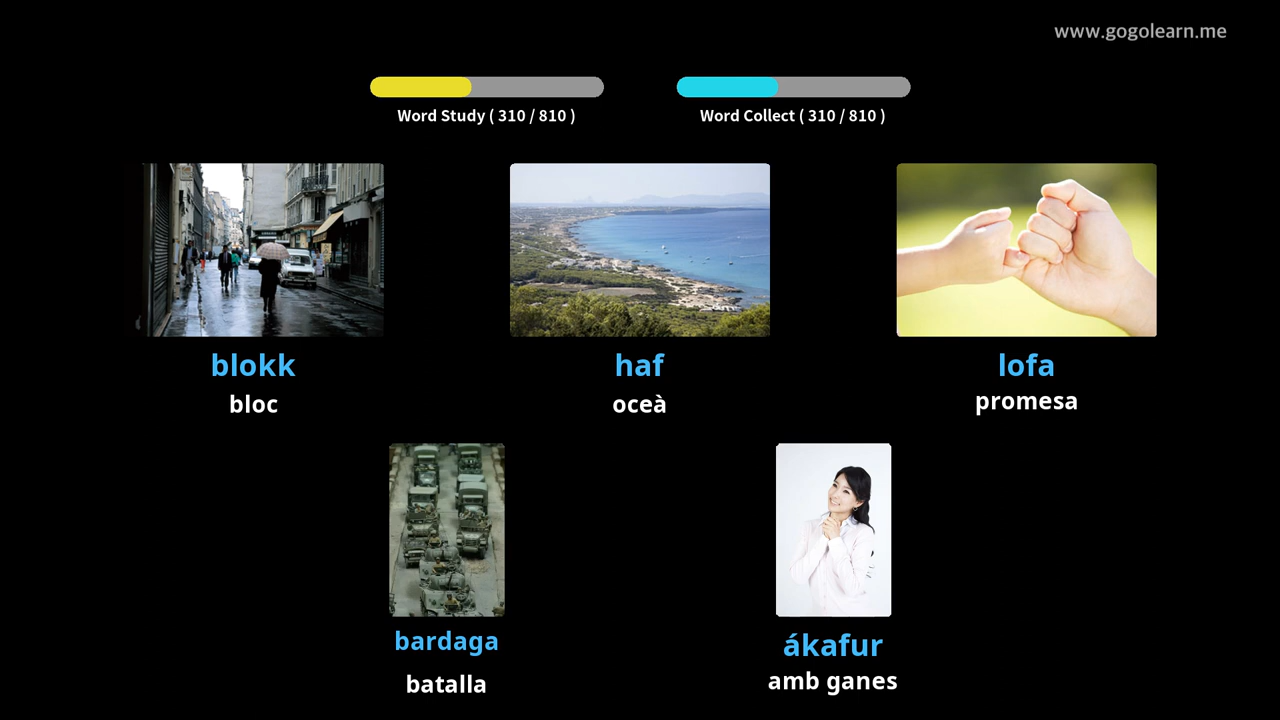 www.gogolearn.me
Word Study ( 310 / 810 )
Word Collect ( 310 / 810 )
blokk
bloc
haf
oceà
lofa
promesa
bardaga
batalla
ákafur
amb ganes